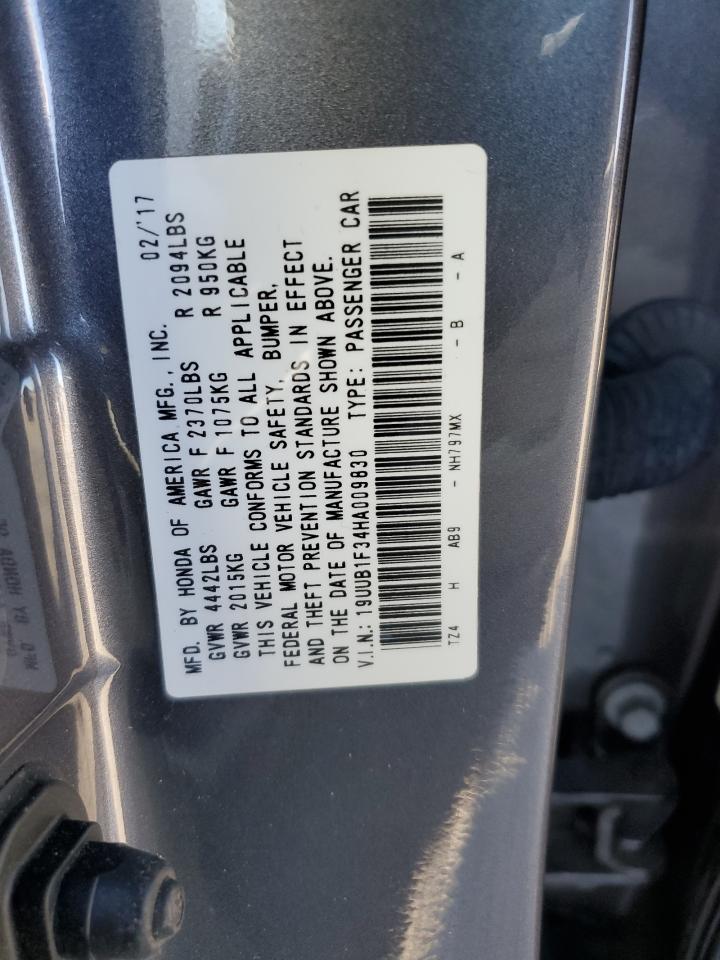 MFD. BY HONDA OF AMERICA MFG., INC. 02/'17
GVWR 4442LBS GAWR F 2370LBS R 2094LBS
GVWR 2015KG GAWR F 1075KG R 950KG
THIS VEHICLE CONFORMS TO ALL APPLICABLE
FEDERAL MOTOR VEHICLE SAFETY, BUMPER,
AND THEFT PREVENTION STANDARDS IN EFFECT
ON THE DATE OF MANUFACTURE SHOWN ABOVE.
V.I.N.: 19UUB1F34HA009830 TYPE: PASSENGER CAR
TZ4 H AB9 - NH797MX - B - A